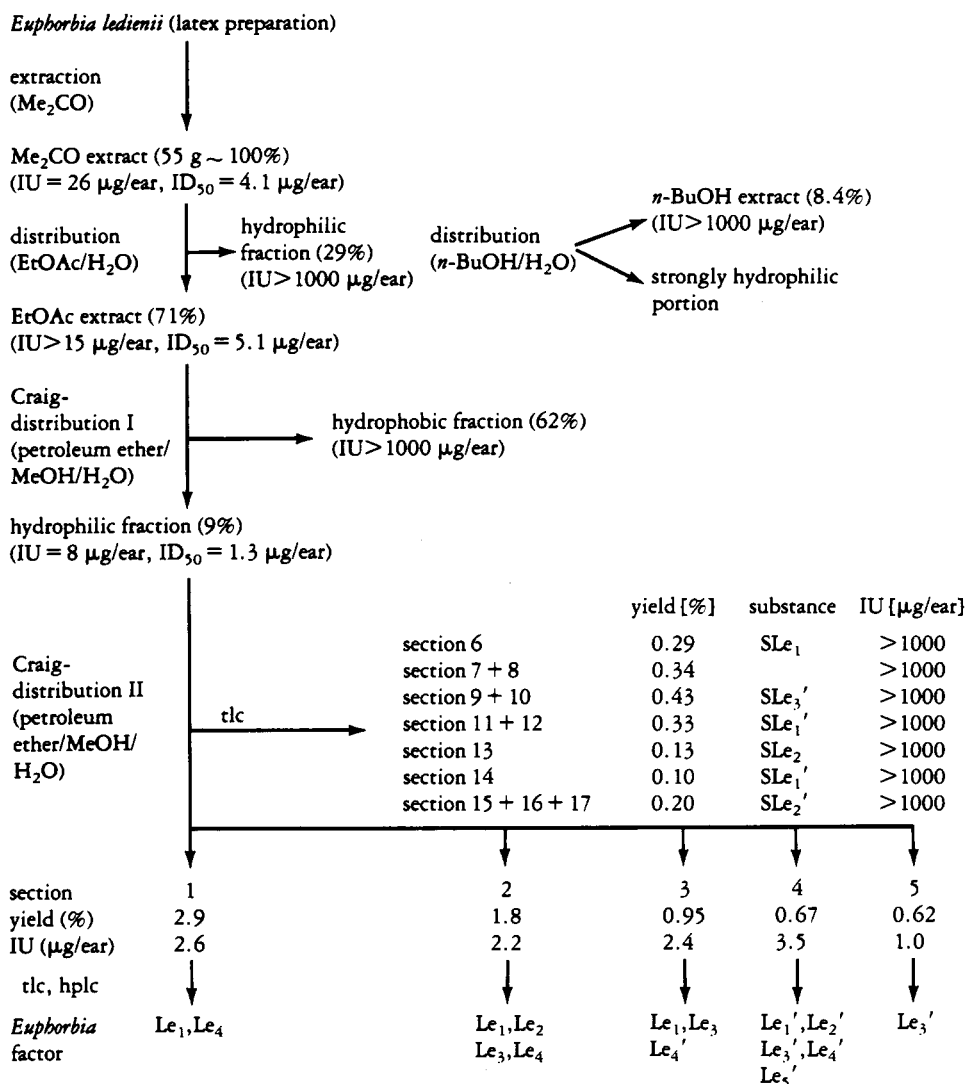 Euphorbia ledienii (latex preparation)
extraction
(Me₂CO)
Me₂CO extract (55 g ~ 100%)
(IU = 26 µg/ear, ID₅₀ = 4.1 µg/ear)
distribution
(EtOAc/H₂O)
hydrophilic
fraction (29%)
(IU > 1000 µg/ear)
distribution
(n-BuOH/H₂O)
n-BuOH extract (8.4%)
(IU > 1000 µg/ear)
strongly hydrophilic
portion
EtOAc extract (71%)
(IU > 15 µg/ear, ID₅₀ = 5.1 µg/ear)
Craig-
distribution I
(petroleum ether/
MeOH/H₂O)
hydrophobic fraction (62%)
(IU > 1000 µg/ear)
hydrophilic fraction (9%)
(IU = 8 µg/ear, ID₅₀ = 1.3 µg/ear)
Craig-
distribution II
(petroleum
ether/MeOH/
H₂O)
tlc
yield [%] substance IU [µg/ear]
section 6 0.29 SLe₁ >1000
section 7 + 8 0.34 >1000
section 9 + 10 0.43 SLe₃′ >1000
section 11 + 12 0.33 SLe₁′ >1000
section 13 0.13 SLe₂ >1000
section 14 0.10 SLe₁′ >1000
section 15 + 16 + 17 0.20 SLe₂′ >1000
section 1 2 3 4 5
yield (%) 2.9 1.8 0.95 0.67 0.62
IU (µg/ear) 2.6 2.2 2.4 3.5 1.0
tlc, hplc
Euphorbia Le₁,Le₄ Le₁,Le₂ Le₁,Le₃ Le₁′,Le₂′ Le₃′
factor Le₃,Le₄ Le₄′ Le₃′,Le₄′
Le₅′